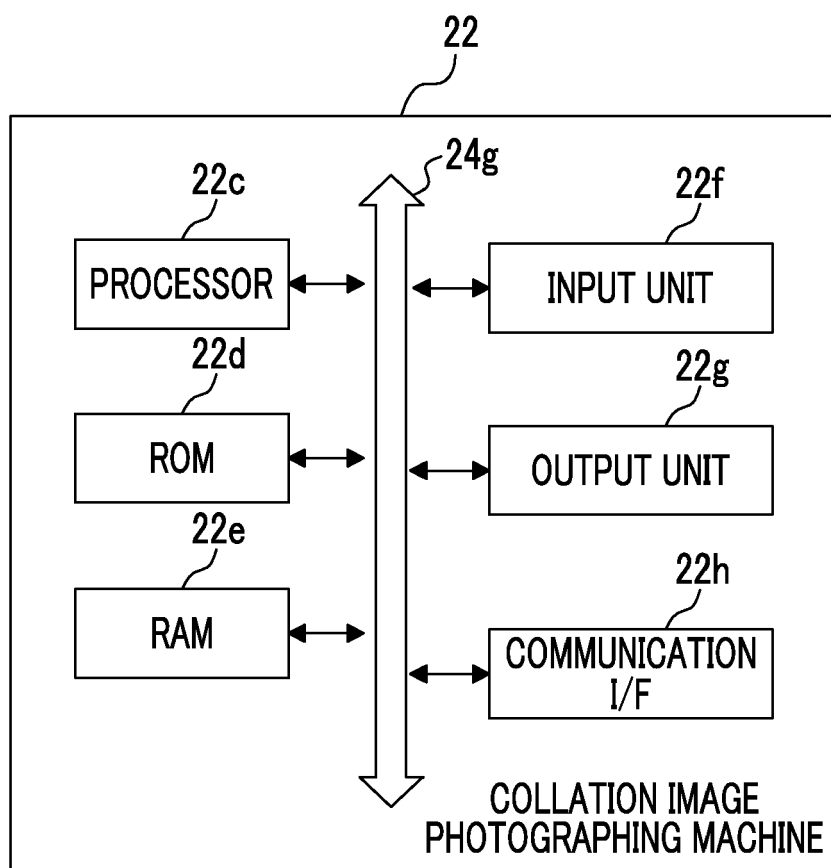 22
24g
22c
PROCESSOR
22f
INPUT UNIT
22d
ROM
22g
OUTPUT UNIT
22e
RAM
22h
COMMUNICATION
I/F
COLLATION IMAGE
PHOTOGRAPHING MACHINE